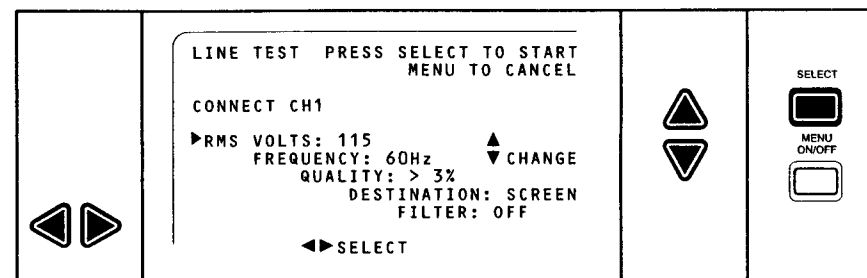 LINE TEST PRESS SELECT TO START
MENU TO CANCEL
CONNECT CH1
▶RMS VOLTS: 115 ▲
FREQUENCY: 60Hz ▼ CHANGE
QUALITY: > 3%
DESTINATION: SCREEN
FILTER: OFF
◀▶SELECT
SELECT
MENU
ON/OFF